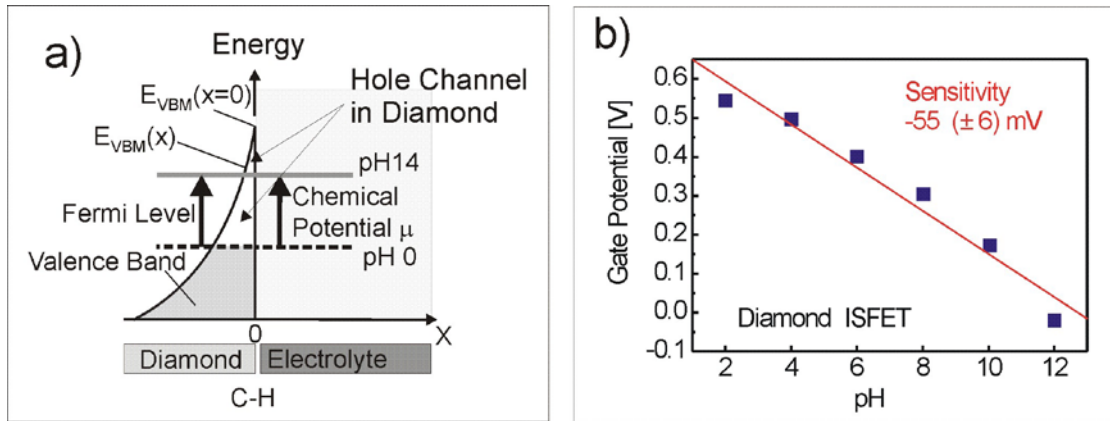 a)
Energy
E_VBM(x=0)
Hole Channel
in Diamond
E_VBM(x)
pH14
Fermi Level
Chemical
Potential μ
pH 0
Valence Band
0
X
Diamond
Electrolyte
C-H
b)
0.6
0.5
0.4
0.3
0.2
0.1
0.0
-0.1
Gate Potential [V]
Sensitivity
-55 (±6) mV
Diamond ISFET
2 4 6 8 10 12
pH